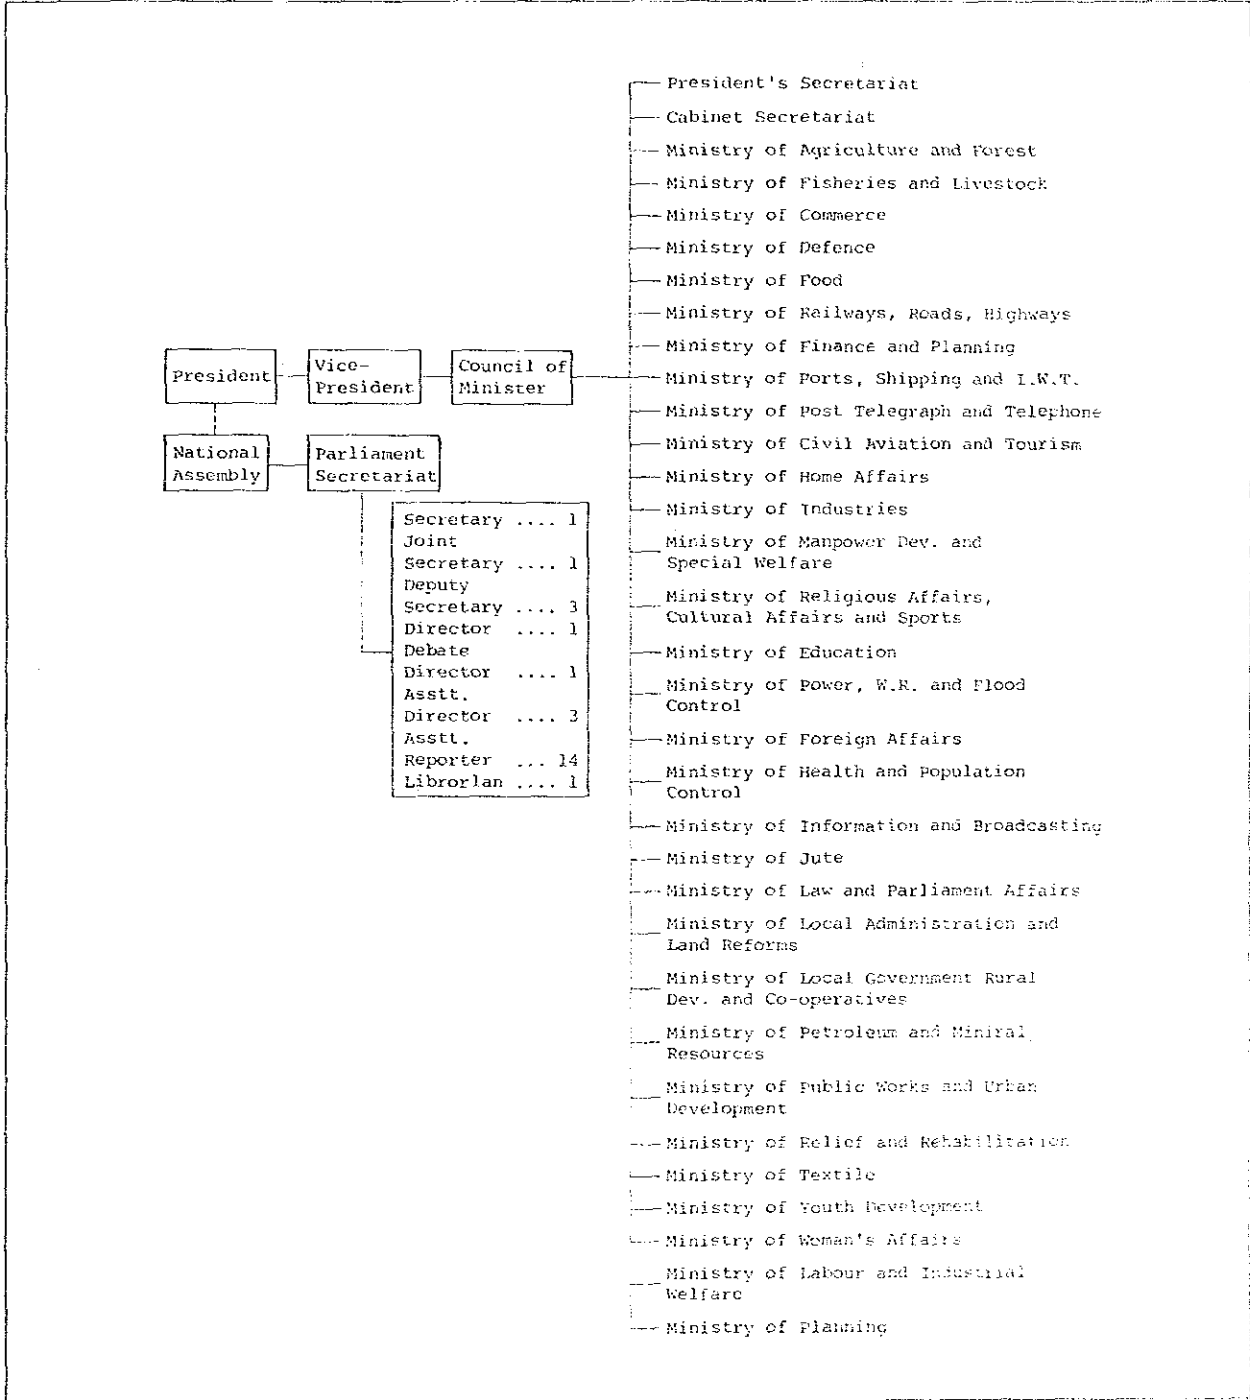 President
Vice-
President
Council of
Minister
National
Assembly
Parliament
Secretariat
Secretary .... 1
Joint
Secretary .... 1
Deputy
Secretary .... 3
Director .... 1
Debate
Director .... 1
Asstt.
Director .... 3
Asstt.
Reporter ... 14
Librorlan .... 1
President's Secretariat
Cabinet Secretariat
Ministry of Agriculture and Forest
Ministry of Fisheries and Livestock
Ministry of Commerce
Ministry of Defence
Ministry of Food
Ministry of Railways, Roads, Highways
Ministry of Finance and Planning
Ministry of Ports, Shipping and I.W.T.
Ministry of Post Telegraph and Telephone
Ministry of Civil Aviation and Tourism
Ministry of Home Affairs
Ministry of Industries
Ministry of Manpower Dev. and
Special Welfare
Ministry of Religious Affairs,
Cultural Affairs and Sports
Ministry of Education
Ministry of Power, W.R. and Flood
Control
Ministry of Foreign Affairs
Ministry of Health and Population
Control
Ministry of Information and Broadcasting
Ministry of Jute
Ministry of Law and Parliament Affairs
Ministry of Local Administration and
Land Reforms
Ministry of Local Government Rural
Dev. and Co-operatives
Ministry of Petroleum and Miniral
Resources
Ministry of Public Works and Urban
Development
Ministry of Relief and Rehabilitation
Ministry of Textile
Ministry of Youth Development
Ministry of Woman's Affairs
Ministry of Labour and Industrial
Welfare
Ministry of Planning